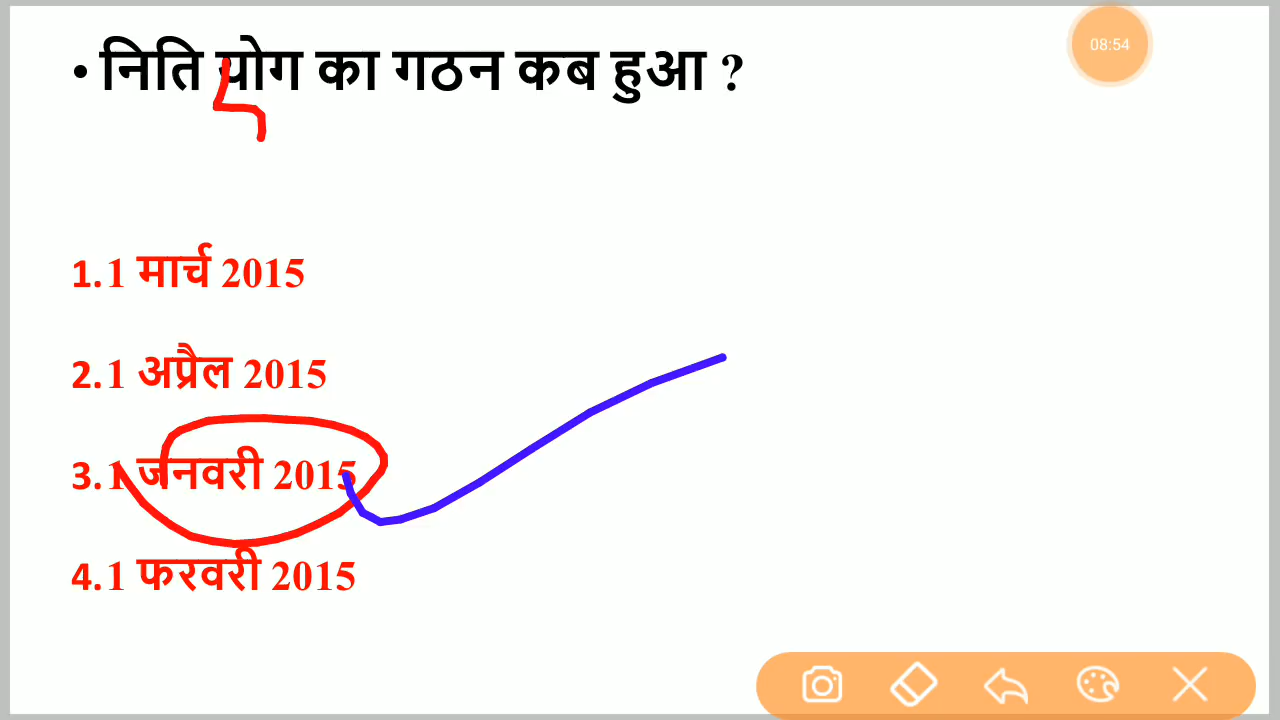 • निति योग का गठन कब हुआ ?
08:54
1.1 मार्च 2015
2.1 अप्रैल 2015
3.1 जनवरी 2015
4.1 फरवरी 2015